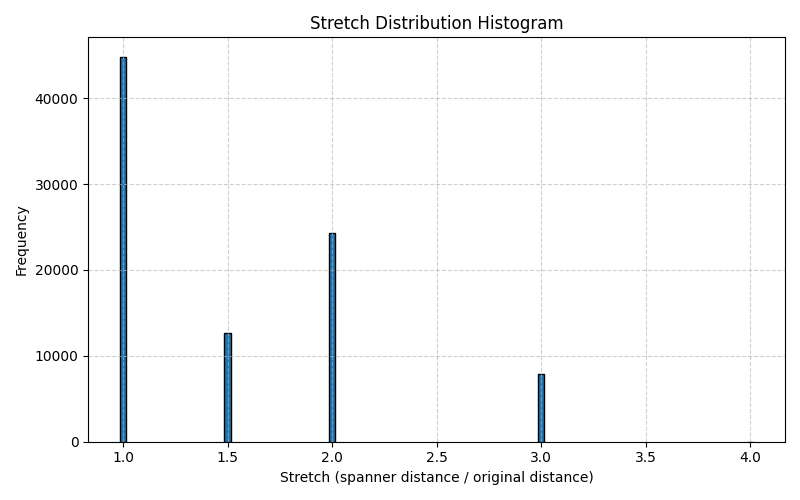 Stretch Distribution Histogram
40000
30000
20000
10000
0
Frequency
1.0 1.5 2.0 2.5 3.0 3.5 4.0
Stretch (spanner distance / original distance)